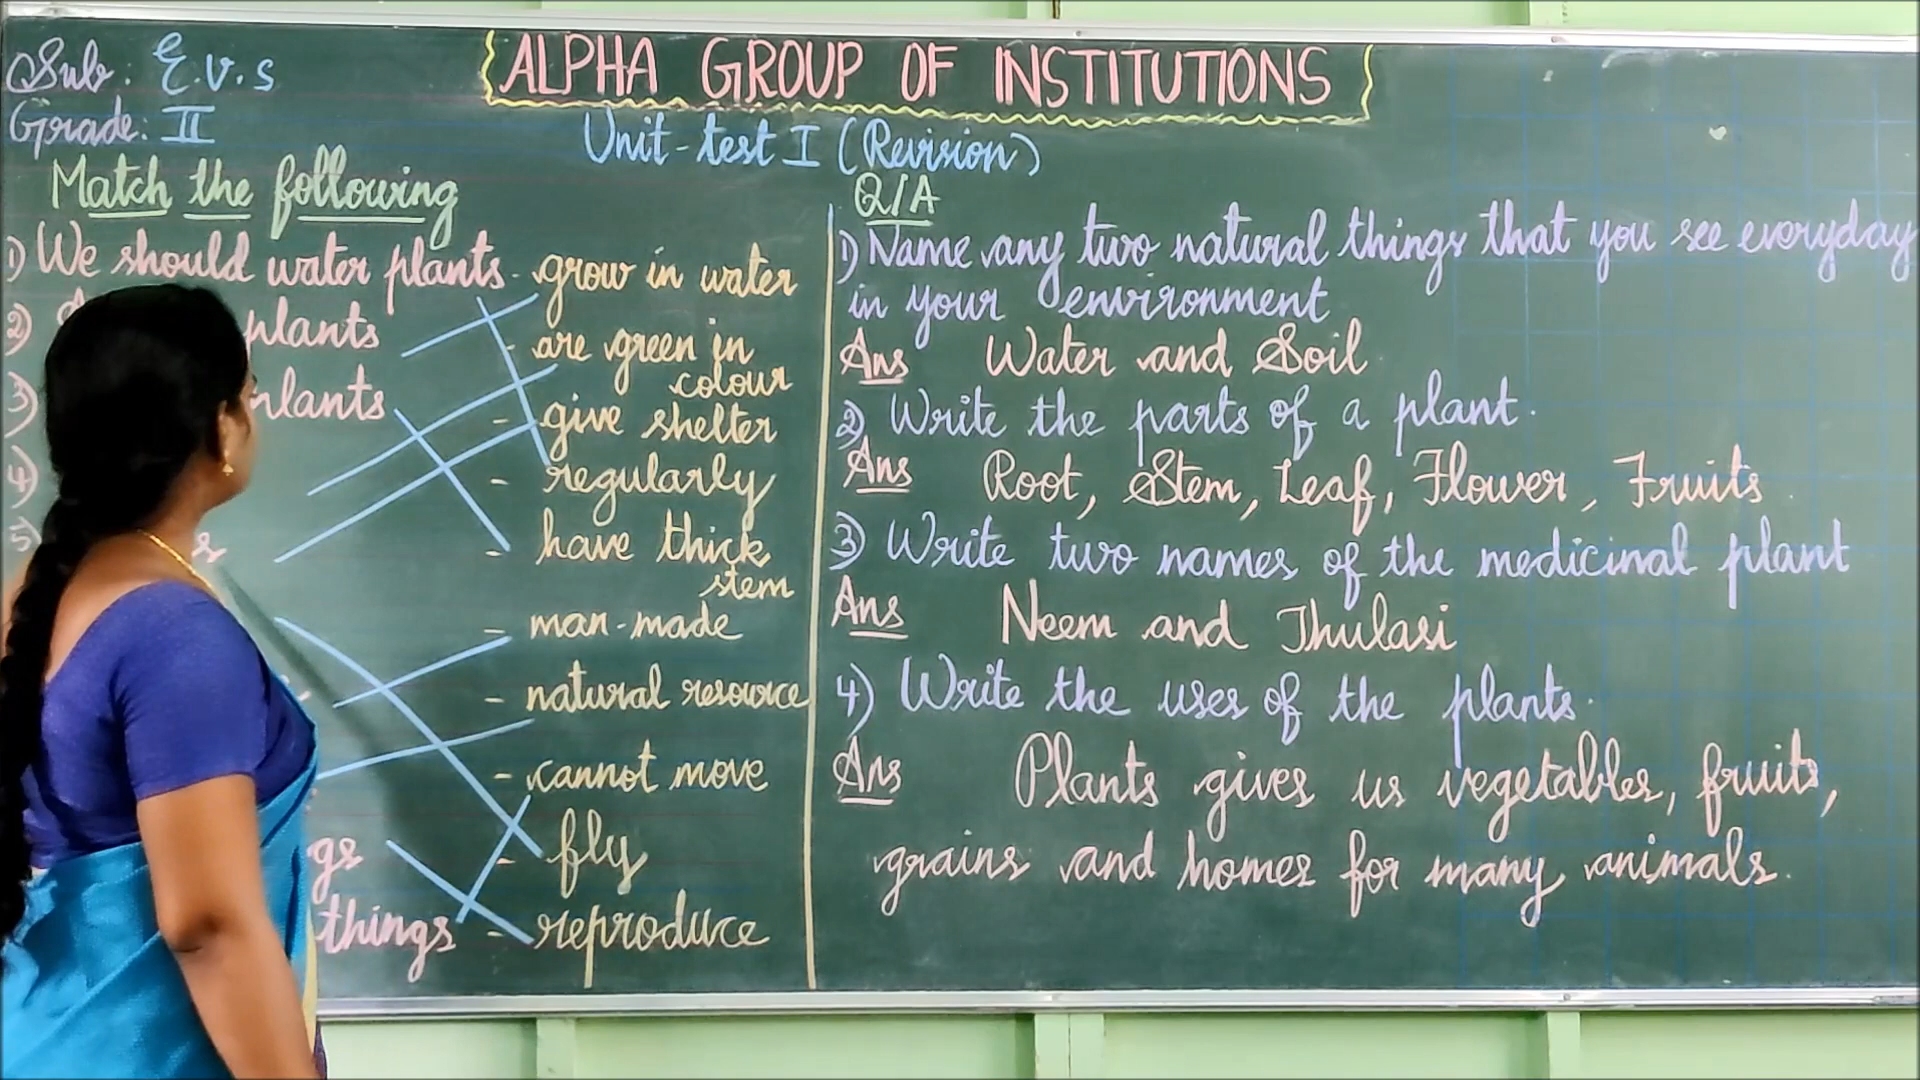 Sub: E.V.S
Grade: II
ALPHA GROUP OF INSTITUTIONS
Unit-test I (Revision)
Match the following
1) We should water plants - grow in water
2) plants - are green in
colour
3) plants - give shelter
4) - regularly
5) - have thick
stem
- man-made
- natural resource
- cannot move
- fly
things - reproduce
Q/A
1) Name any two natural things that you see everyday
in your environment
Ans Water and Soil
2) Write the parts of a plant.
Ans Root, Stem, Leaf, Flower, Fruits.
3) Write two names of the medicinal plant
Ans Neem and Thulasi
4) Write the uses of the plants.
Ans Plants gives us vegetables, fruits,
grains and homes for many animals.